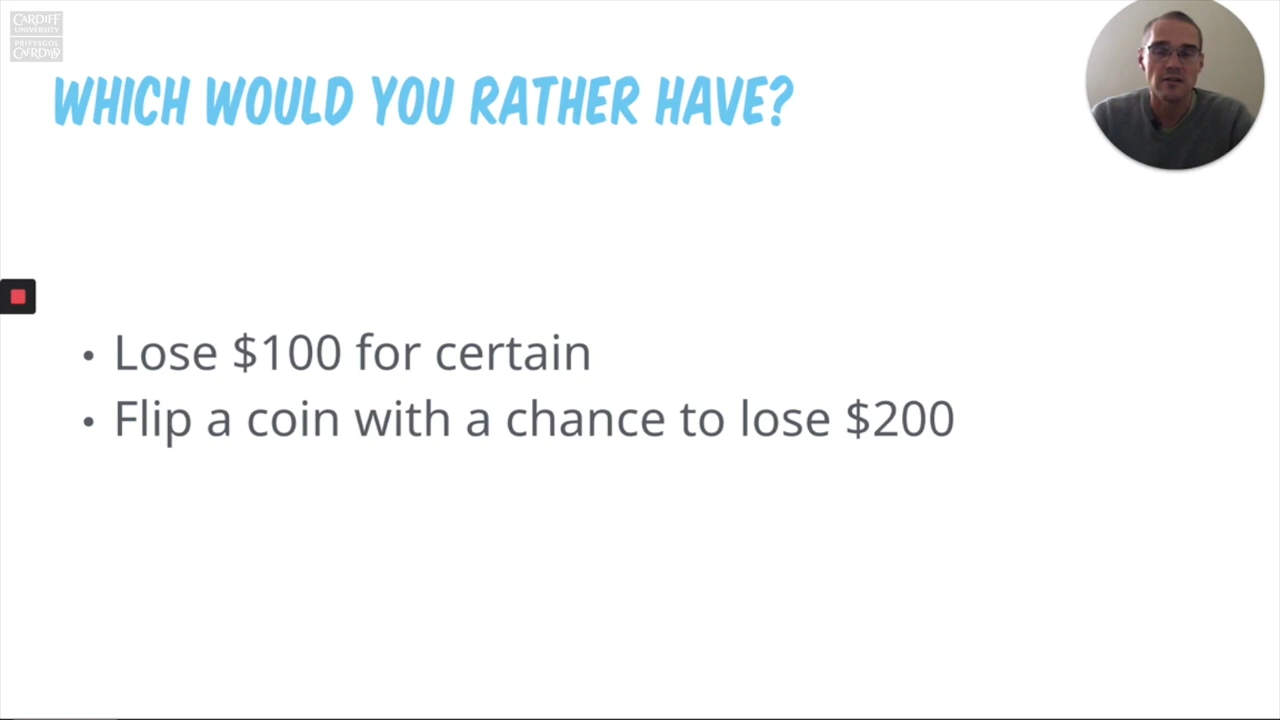 CARDIFF
UNIVERSITY
PRIFYSGOL
CAERDYDD
WHICH WOULD YOU RATHER HAVE?
• Lose $100 for certain
• Flip a coin with a chance to lose $200